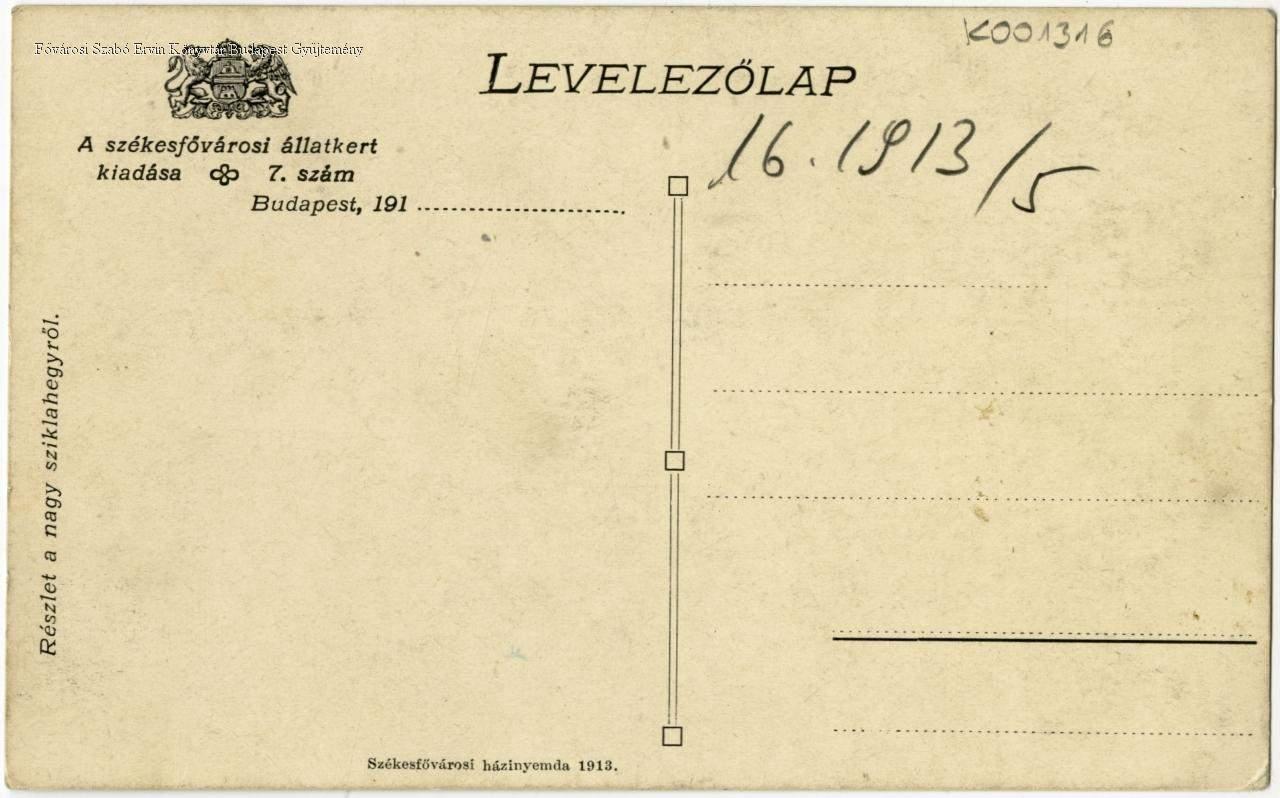 K001316
Fővárosi Szabó Ervin Könyvtár Budapest Gyűjtemény
LEVELEZŐLAP
A székesfővárosi állatkert
kiadása 7. szám
Budapest, 191
16. 1913/5
Részlet a nagy sziklahegyről.
Székesfővárosi házinyemda 1913.